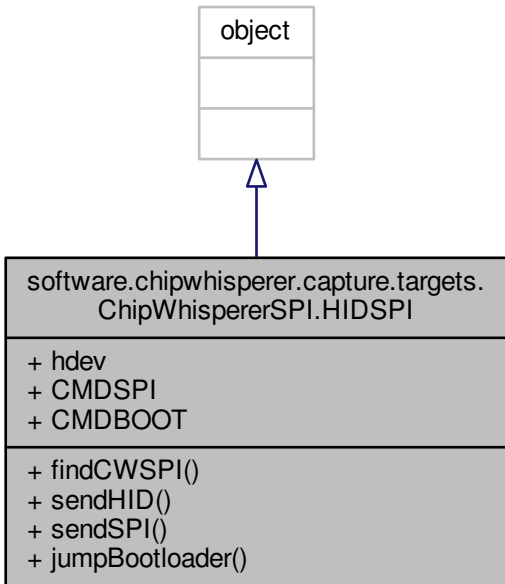 object
software.chipwhisperer.capture.targets.
ChipWhispererSPI.HIDSPI
+ hdev
+ CMDSPI
+ CMDBOOT
+ findCWSPI()
+ sendHID()
+ sendSPI()
+ jumpBootloader()